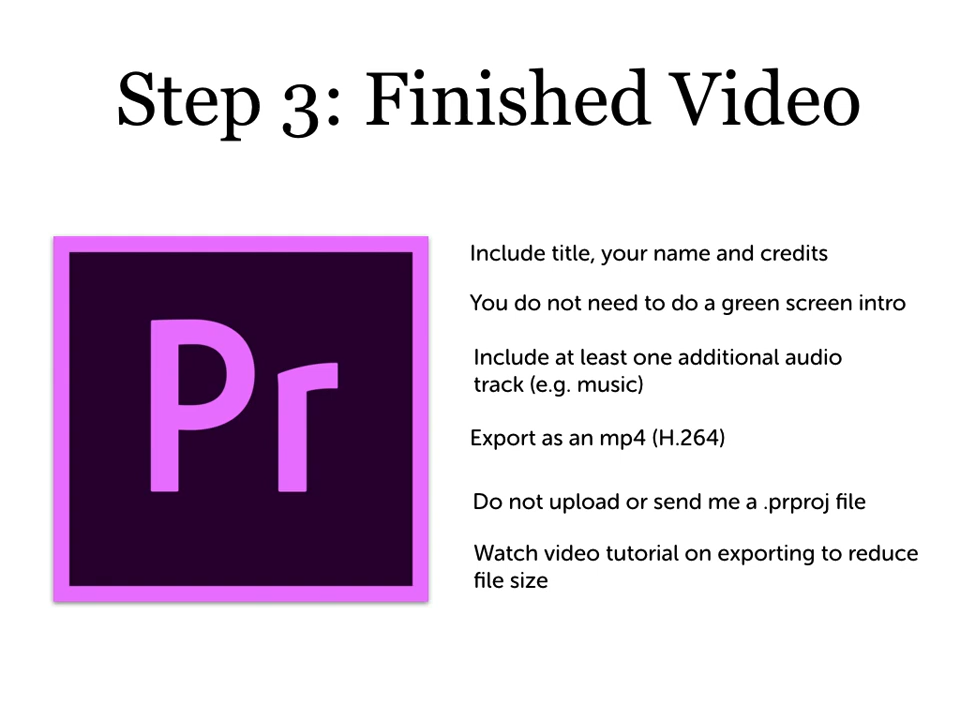 Step 3: Finished Video
Pr
Include title, your name and credits
You do not need to do a green screen intro
Include at least one additional audio
track (e.g. music)
Export as an mp4 (H.264)
Do not upload or send me a .prproj file
Watch video tutorial on exporting to reduce
file size